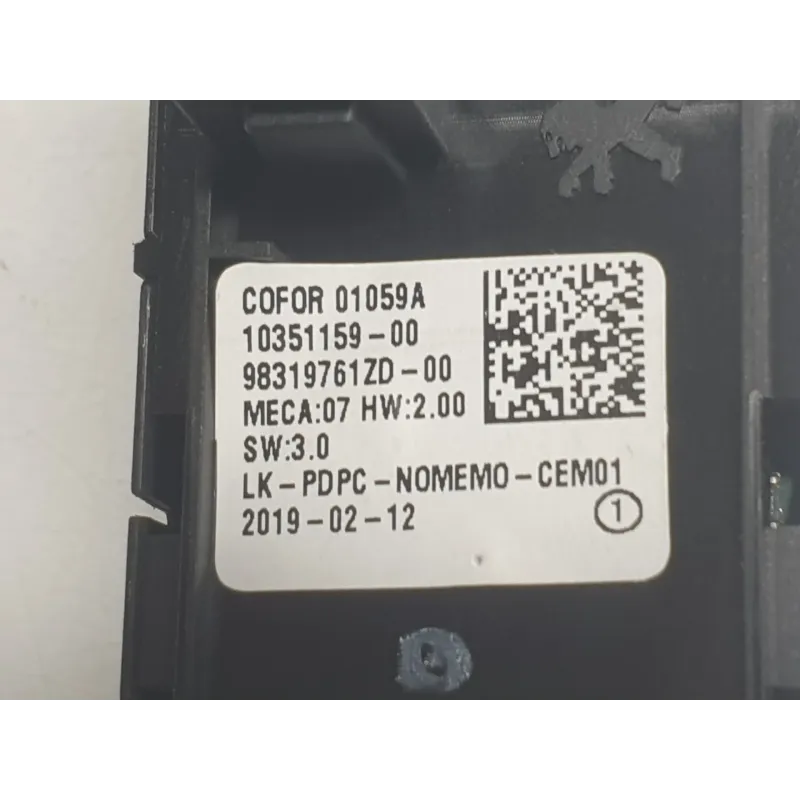 COFOR 01059A
10351159-00
98319761ZD-00
MECA:07 HW:2.00
SW:3.0
LK-PDPC-NOMEMO-CEM01
2019-02-12
1